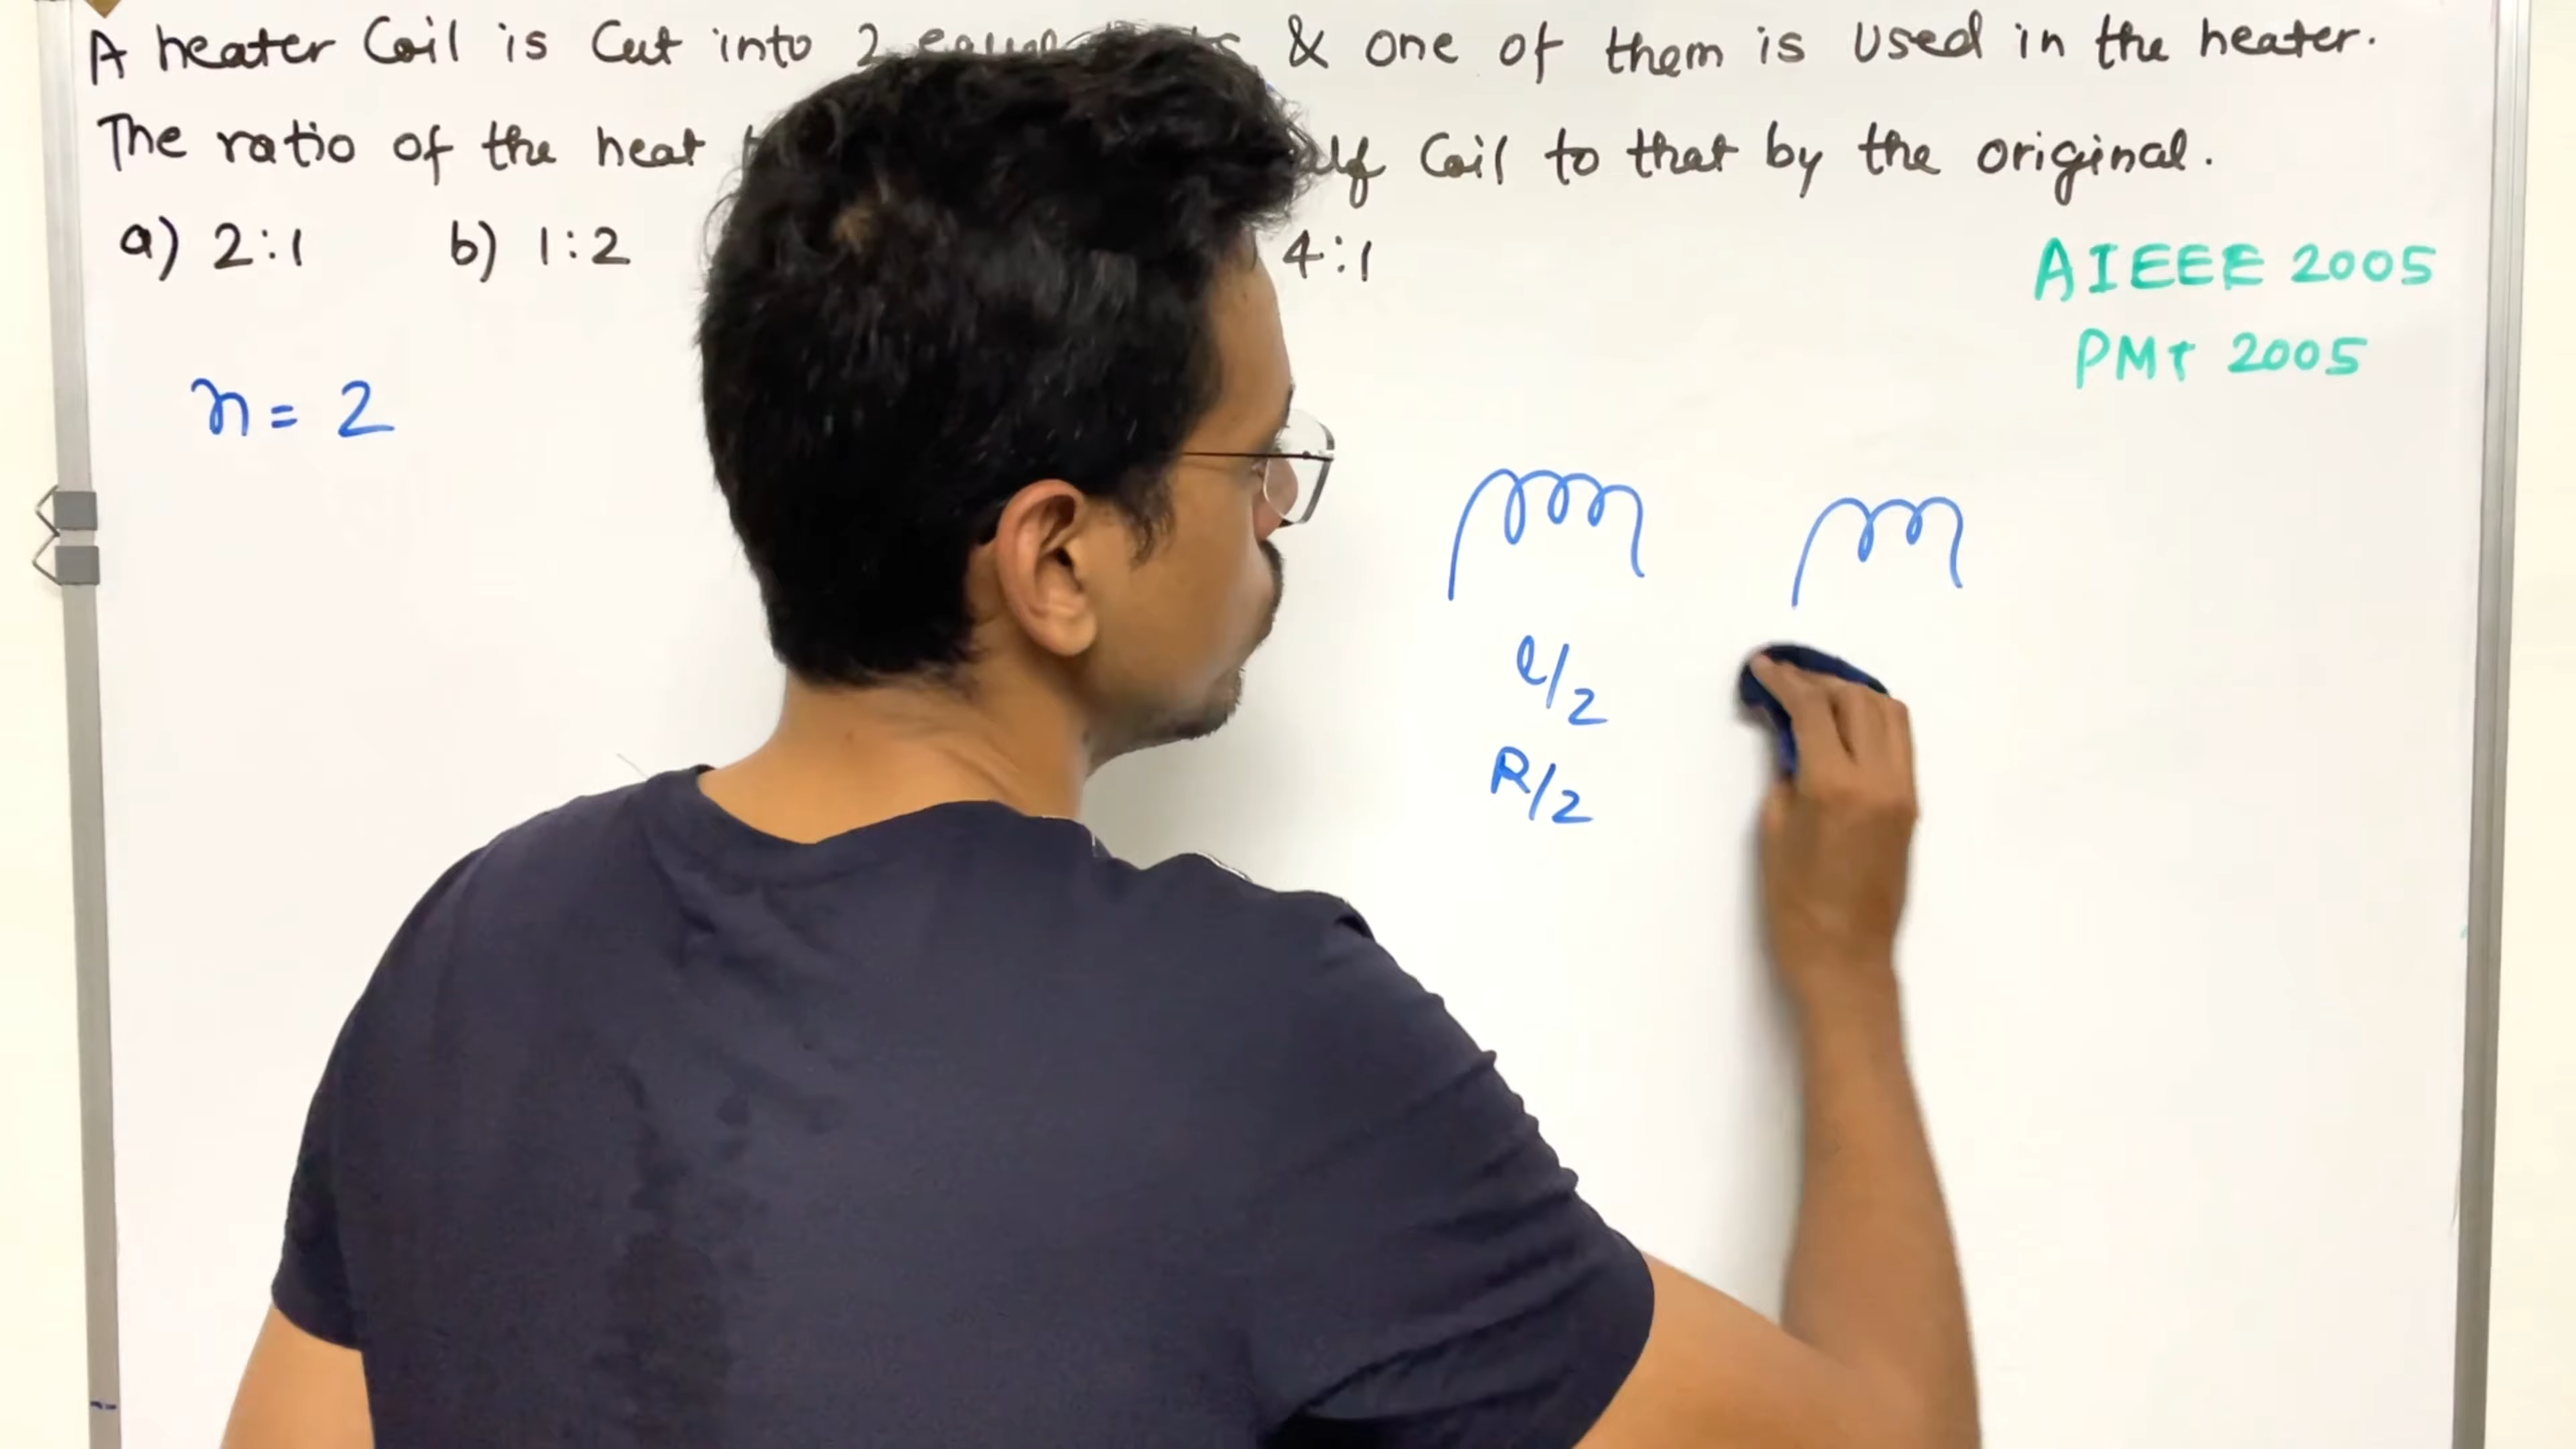 A heater Coil is Cut into 2 & one of them is Used in the heater.
The ratio of the heat Coil to that by the original.
a) 2:1 b) 1:2 4:1
AIEEE 2005
PMT 2005
n = 2
l/2
R/2